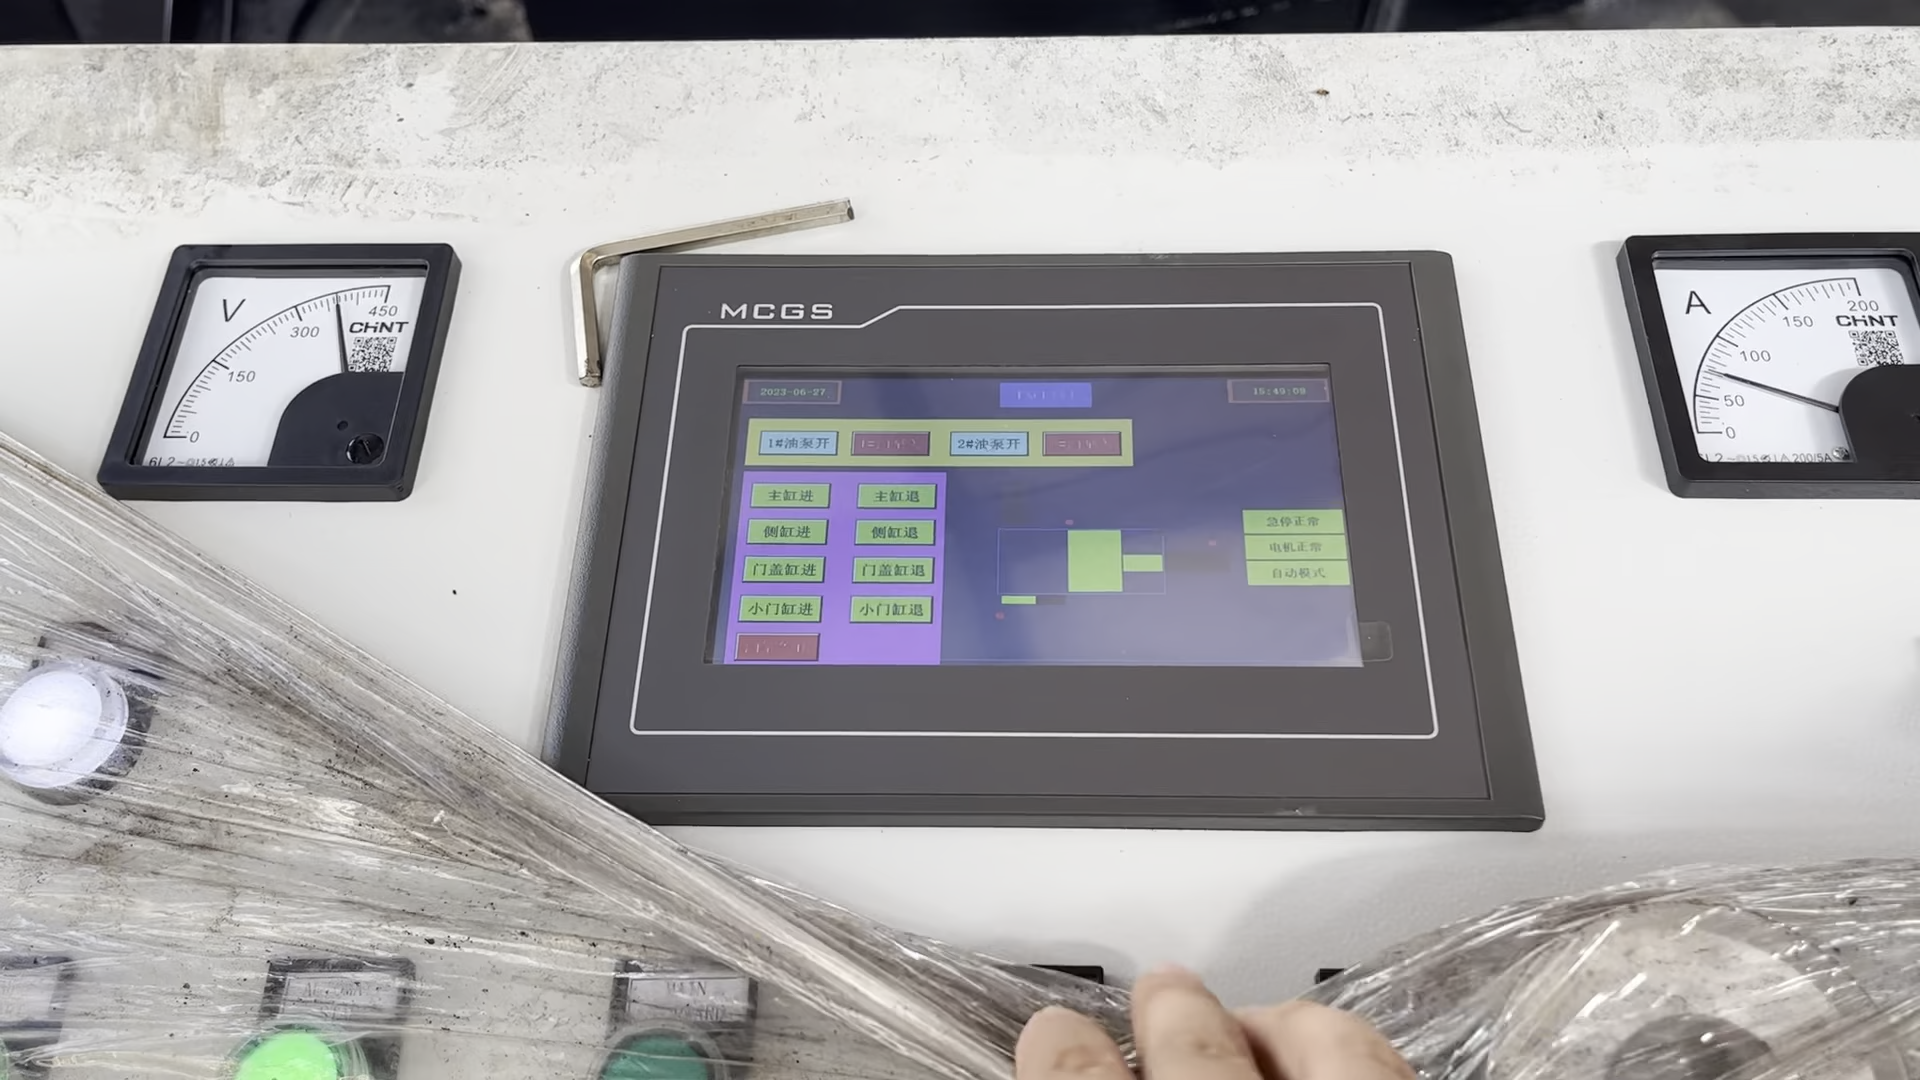 V
450
300
CHNT
150
0
MCGS
2023-06-27
15:49:09
1#油泵开
2#油泵开
主缸进
主缸退
侧缸进
侧缸退
门盖缸进
门盖缸退
小门缸进
小门缸退
急停正常
电机正常
自动模式
A
200
150
CHNT
100
50
0
200/5A
MAIN